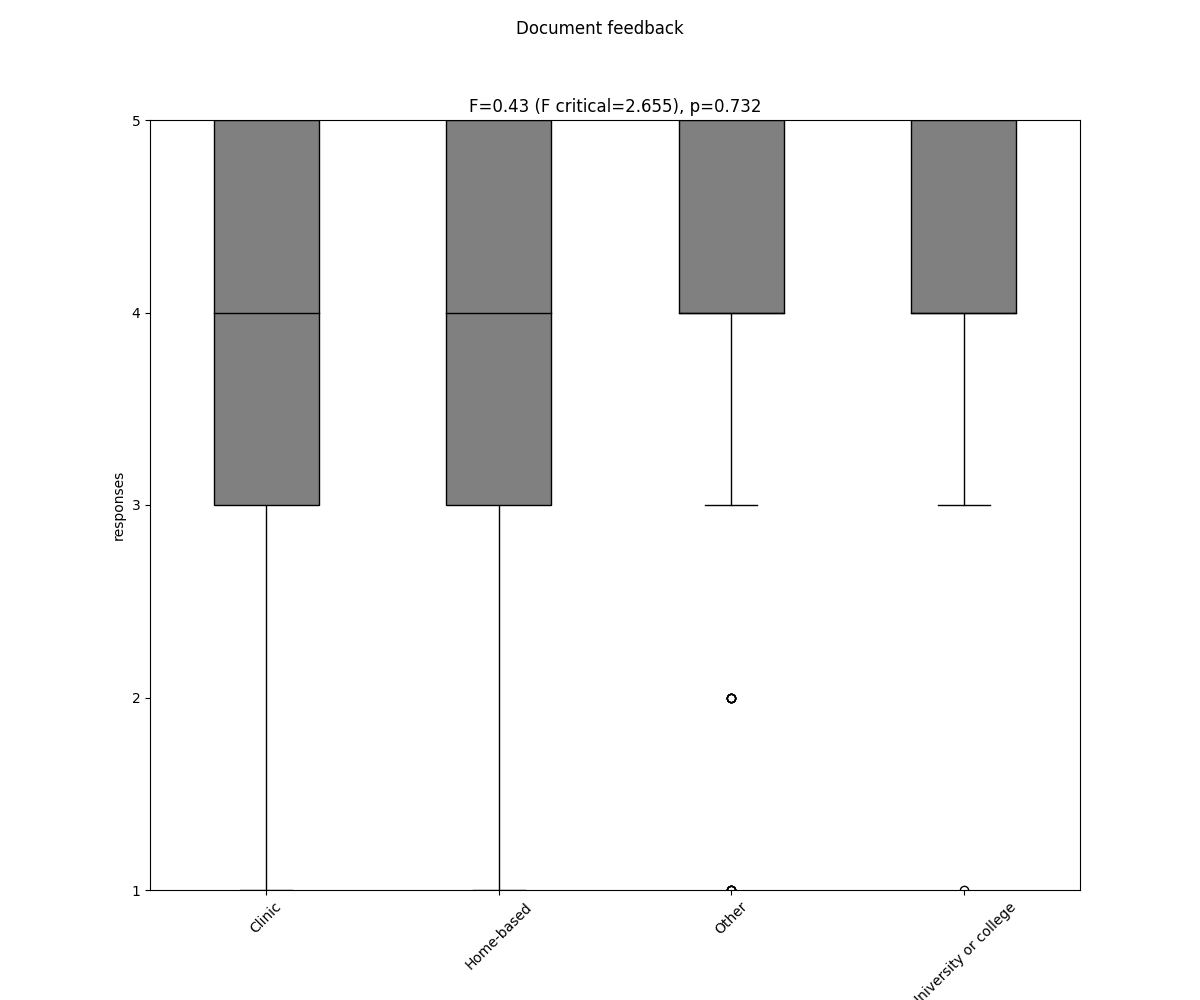 Document feedback
F=0.43 (F critical=2.655), p=0.732
5
4
3
2
1
responses
Clinic
Home-based
Other
niversity or college